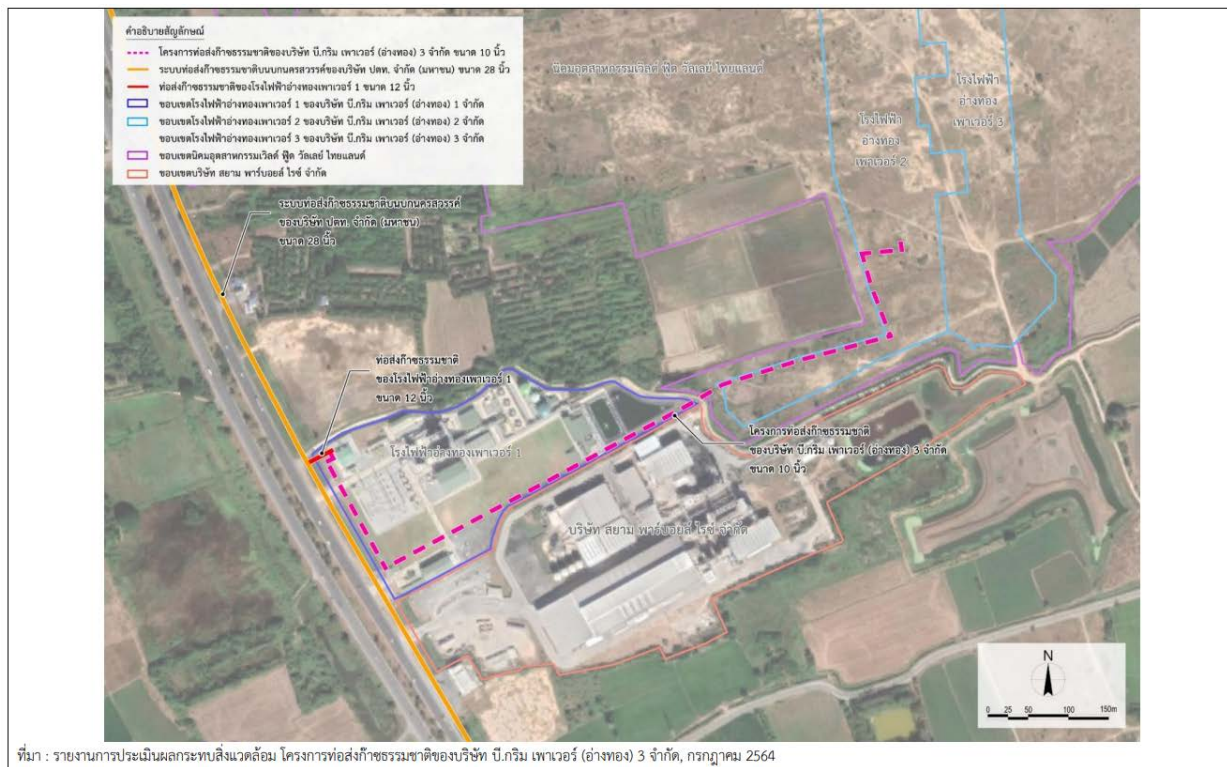 คำอธิบายสัญลักษณ์
โครงการท่อส่งก๊าซธรรมชาติของบริษัท บี.กริม เพาเวอร์ (อ่างทอง) 3 จำกัด ขนาด 10 นิ้ว
ระบบท่อส่งก๊าซธรรมชาติบนบกนครสวรรค์ของบริษัท ปตท. จำกัด (มหาชน) ขนาด 28 นิ้ว
ท่อส่งก๊าซธรรมชาติของโรงไฟฟ้าอ่างทองเพาเวอร์ 1 ขนาด 12 นิ้ว
ขอบเขตโรงไฟฟ้าอ่างทองเพาเวอร์ 1 ของบริษัท บี.กริม เพาเวอร์ (อ่างทอง) 1 จำกัด
ขอบเขตโรงไฟฟ้าอ่างทองเพาเวอร์ 2 ของบริษัท บี.กริม เพาเวอร์ (อ่างทอง) 2 จำกัด
ขอบเขตโรงไฟฟ้าอ่างทองเพาเวอร์ 3 ของบริษัท บี.กริม เพาเวอร์ (อ่างทอง) 3 จำกัด
ขอบเขตนิคมอุตสาหกรรมเวิลด์ ฟู้ด วัลเลย์ ไทยแลนด์
ขอบเขตบริษัท สยาม พาร์บอยล์ ไรซ์ จำกัด
นิคมอุตสาหกรรมเวิลด์ ฟู้ด วัลเลย์ ไทยแลนด์
โรงไฟฟ้า
อ่างทอง
เพาเวอร์ 3
โรงไฟฟ้า
อ่างทอง
เพาเวอร์ 2
ระบบท่อส่งก๊าซธรรมชาติบนบกนครสวรรค์
ของบริษัท ปตท. จำกัด (มหาชน)
ขนาด 28 นิ้ว
ท่อส่งก๊าซธรรมชาติ
ของโรงไฟฟ้าอ่างทองเพาเวอร์ 1
ขนาด 12 นิ้ว
โรงไฟฟ้าอ่างทองเพาเวอร์ 1
โครงการท่อส่งก๊าซธรรมชาติ
ของบริษัท บี.กริม เพาเวอร์ (อ่างทอง) 3 จำกัด
ขนาด 10 นิ้ว
บริษัท สยาม พาร์บอยล์ ไรซ์ จำกัด
N
0 25 50 100 150m
ที่มา : รายงานการประเมินผลกระทบสิ่งแวดล้อม โครงการท่อส่งก๊าซธรรมชาติของบริษัท บี.กริม เพาเวอร์ (อ่างทอง) 3 จำกัด, กรกฎาคม 2564